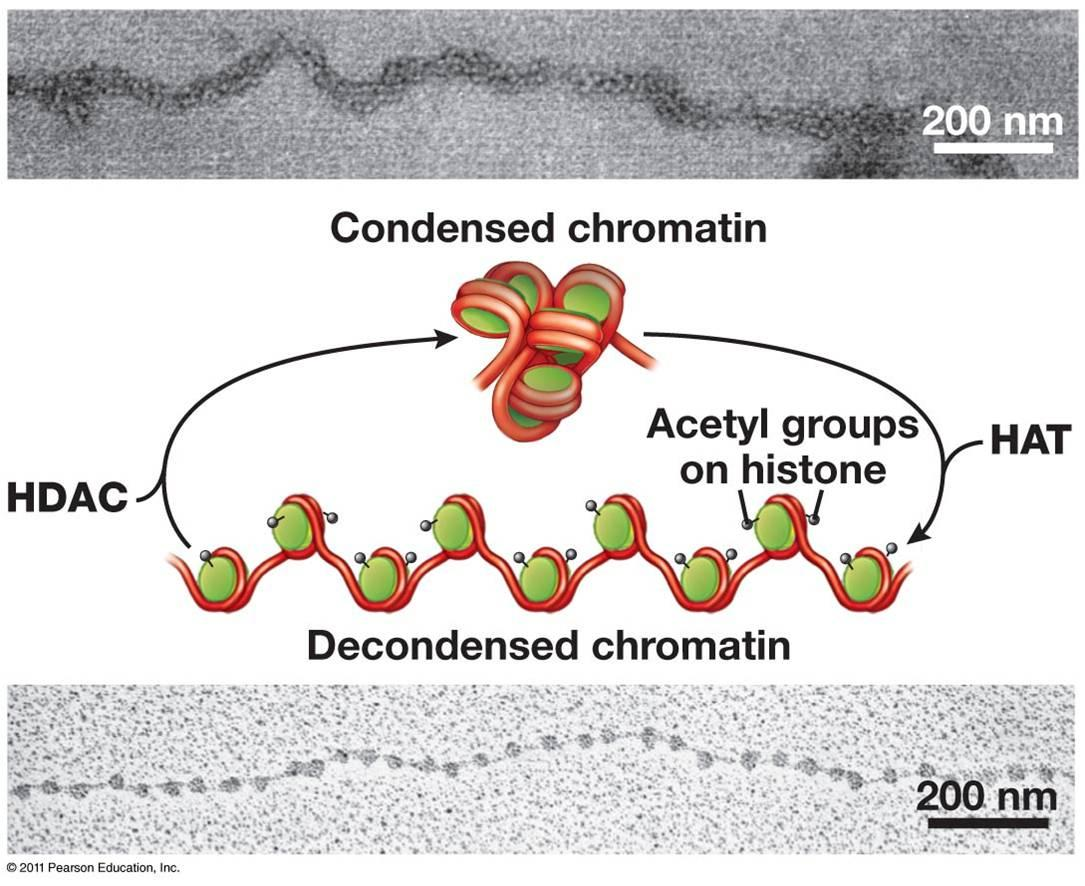 200 nm
Condensed chromatin
Acetyl groups
on histone
HAT
HDAC
Decondensed chromatin
200 nm
© 2011 Pearson Education, Inc.